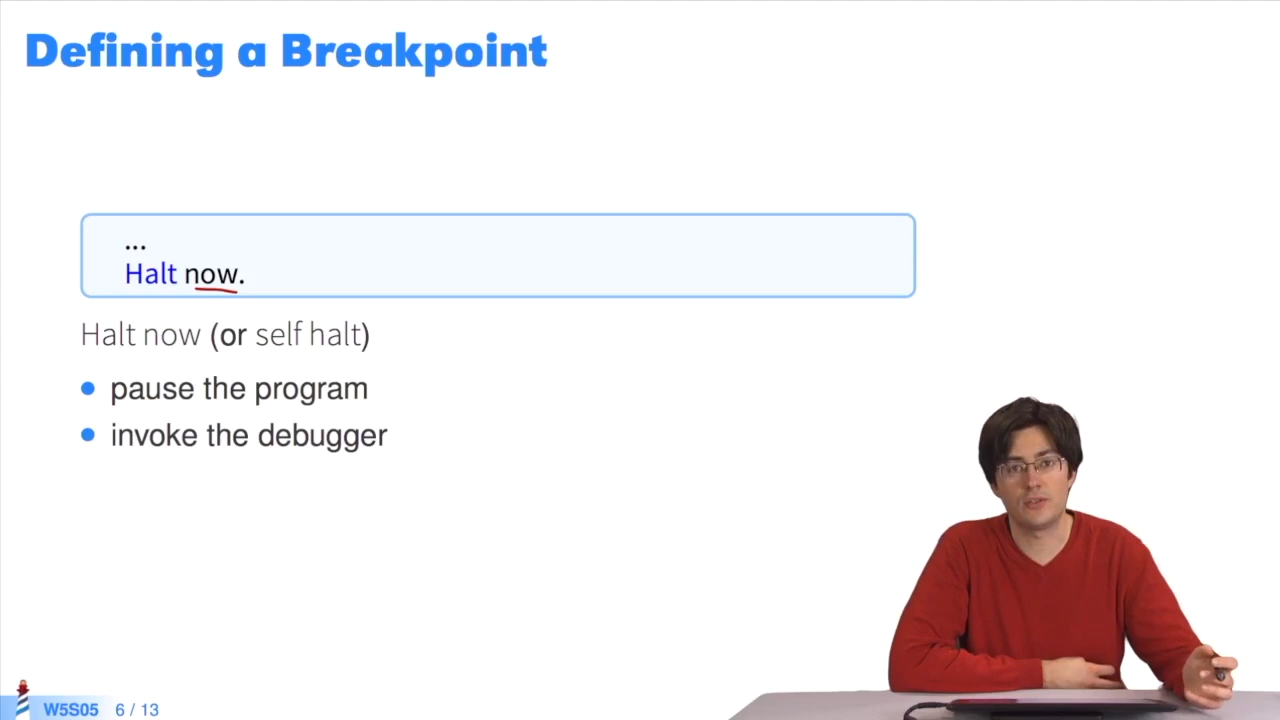 Defining a Breakpoint
...
Halt now.
Halt now (or self halt)
pause the program
invoke the debugger
W5S05 6 / 13